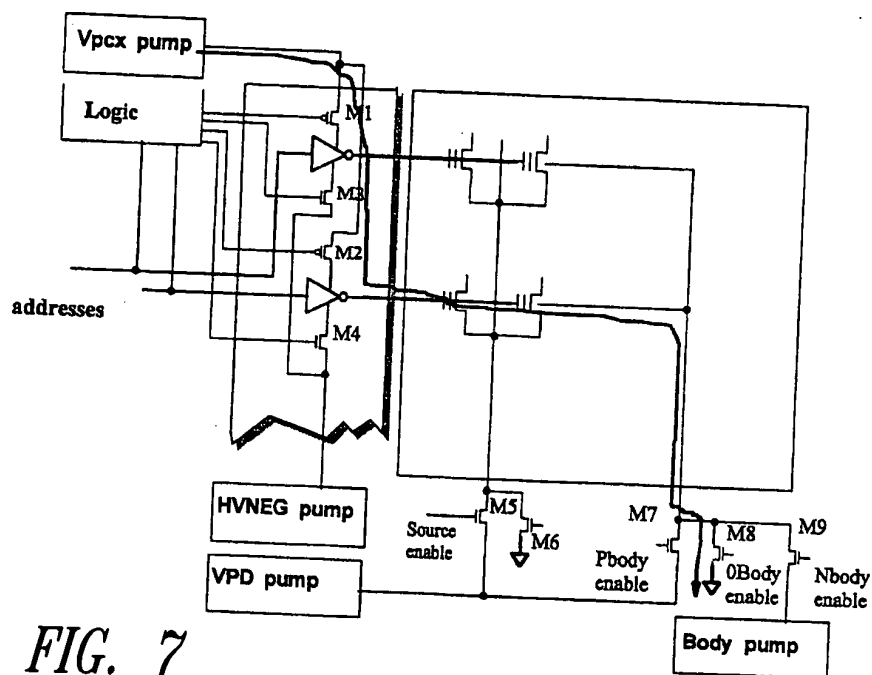 Vpcx pump
Logic
M1
M3
M2
addresses
M4
HVNEG pump
Source
enable
M5
M6
M7
M8
M9
Pbody
enable
0Body
enable
Nbody
enable
VPD pump
Body pump
FIG. 7